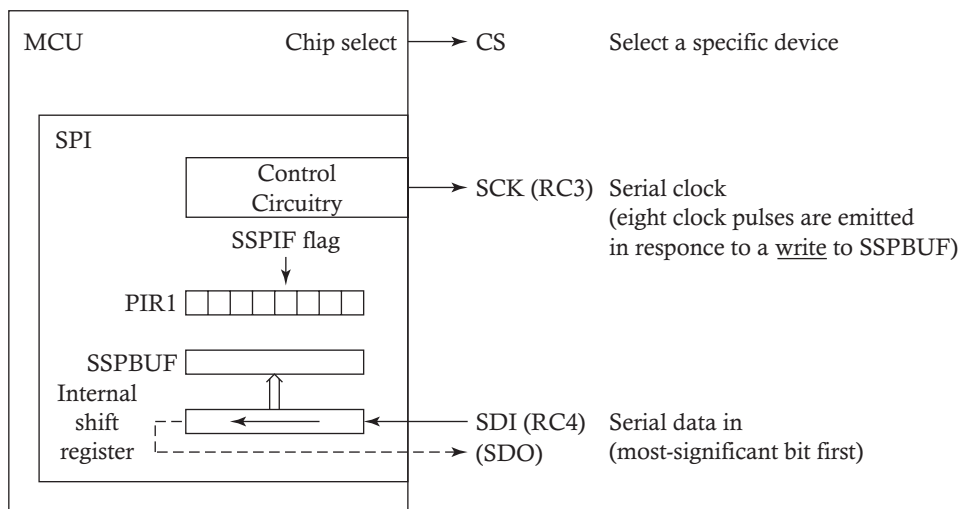 MCU
Chip select
CS
Select a specific device
SPI
Control
Circuitry
SCK (RC3)
Serial clock
(eight clock pulses are emitted
in responce to a write to SSPBUF)
SSPIF flag
PIR1
SSPBUF
Internal
shift
register
SDI (RC4)
Serial data in
(SDO)
(most-significant bit first)